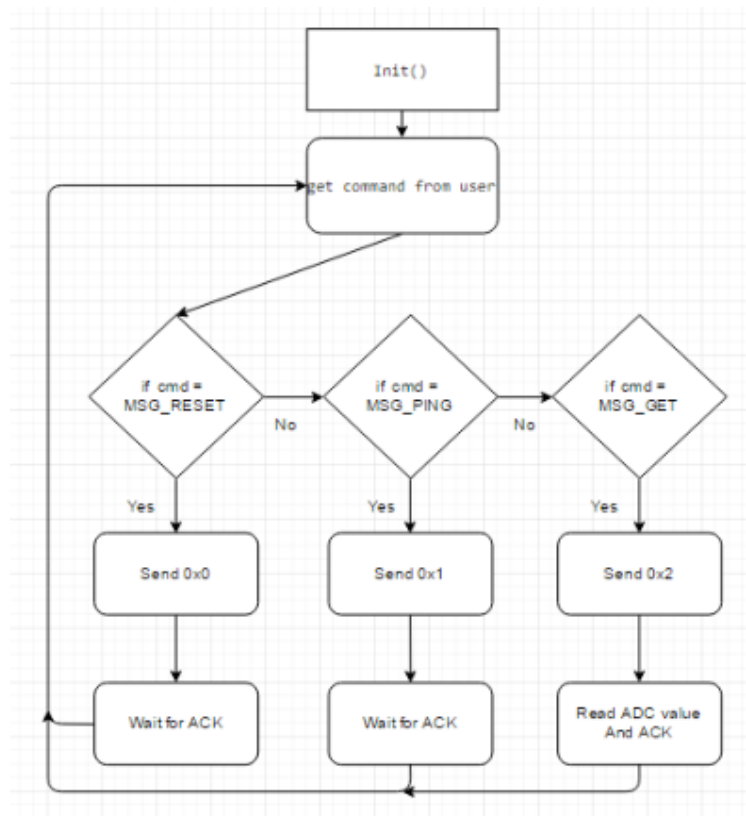 Init()
get command from user
if cmd =
MSG_RESET
if cmd =
MSG_PING
if cmd =
MSG_GET
No
No
Yes
Yes
Yes
Send 0x0
Send 0x1
Send 0x2
Wait for ACK
Wait for ACK
Read ADC value
And ACK